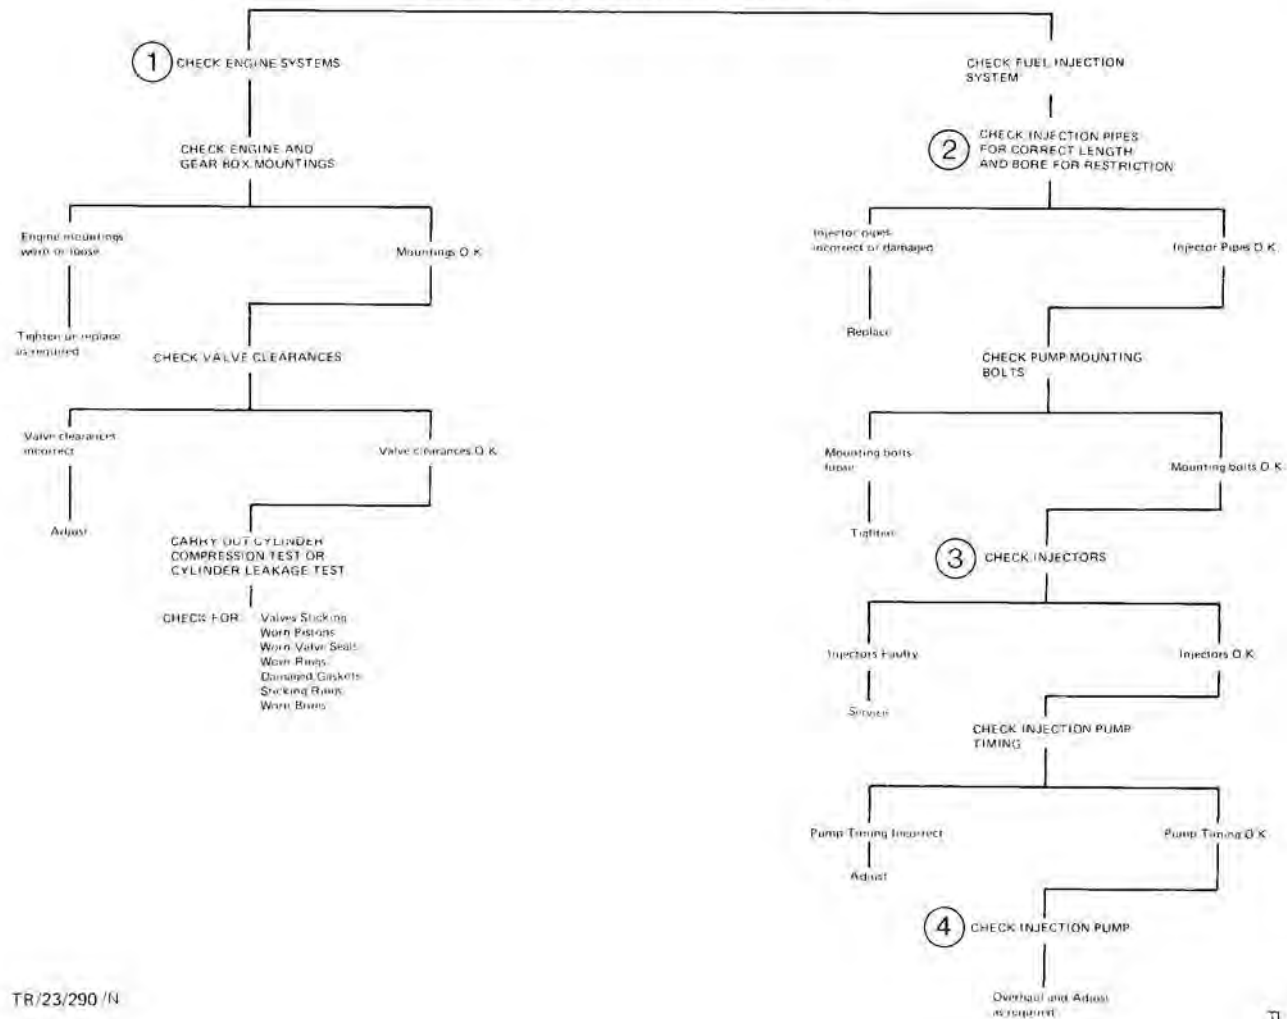 1 CHECK ENGINE SYSTEMS
CHECK ENGINE AND
GEAR BOX MOUNTINGS
Engine mountings
worn or loose
Mountings O.K.
Tighten or replace
as required
CHECK VALVE CLEARANCES
Valve clearances
incorrect
Valve clearances O.K.
Adjust
CARRY OUT CYLINDER
COMPRESSION TEST OR
CYLINDER LEAKAGE TEST
CHECK FOR Valves Sticking
Worn Pistons
Worn Valve Seals
Worn Rings
Damaged Gaskets
Sticking Rings
Worn Bores
CHECK FUEL INJECTION
SYSTEM
2 CHECK INJECTION PIPES
FOR CORRECT LENGTH
AND BORE FOR RESTRICTION
Injector pipes
incorrect or damaged
Injector Pipes O.K.
Replace
CHECK PUMP MOUNTING
BOLTS
Mounting bolts
loose
Mounting bolts O.K.
Tighten
3 CHECK INJECTORS
Injectors Faulty
Injectors O.K.
Service
CHECK INJECTION PUMP
TIMING
Pump Timing Incorrect
Pump Timing O.K.
Adjust
4 CHECK INJECTION PUMP
Overhaul and Adjust
as required
TR/23/290/N